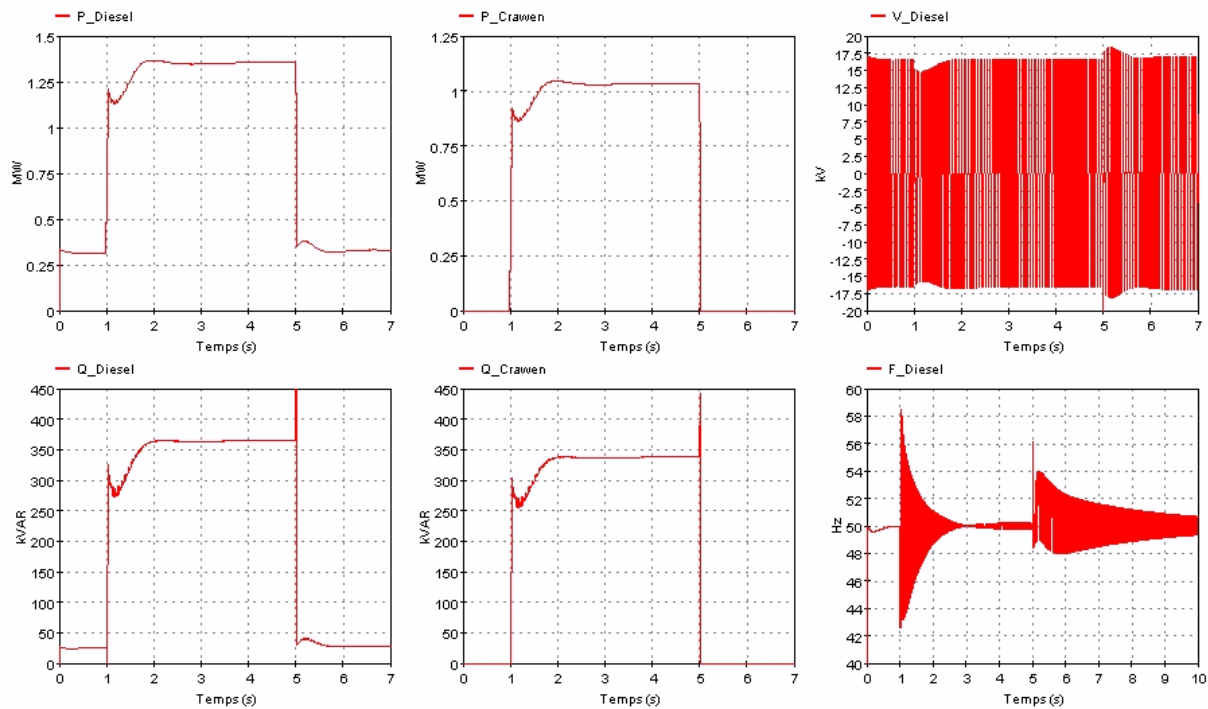 P_Diesel
1.5
1.25
1
0.75
0.5
0.25
0
MW
0 1 2 3 4 5 6 7
Temps (s)
P_Crawen
1.25
1
0.75
0.5
0.25
0
MW
0 1 2 3 4 5 6 7
Temps (s)
V_Diesel
20
17.5
15
12.5
10
7.5
5
2.5
0
-2.5
-5
-7.5
-10
-12.5
-15
-17.5
-20
kV
0 1 2 3 4 5 6 7
Temps (s)
Q_Diesel
450
400
350
300
250
200
150
100
50
0
kVAR
0 1 2 3 4 5 6 7
Temps (s)
Q_Crawen
450
400
350
300
250
200
150
100
50
0
kVAR
0 1 2 3 4 5 6 7
Temps (s)
F_Diesel
60
58
56
54
52
50
48
46
44
42
40
Hz
0 1 2 3 4 5 6 7 8 9 10
Temps (s)